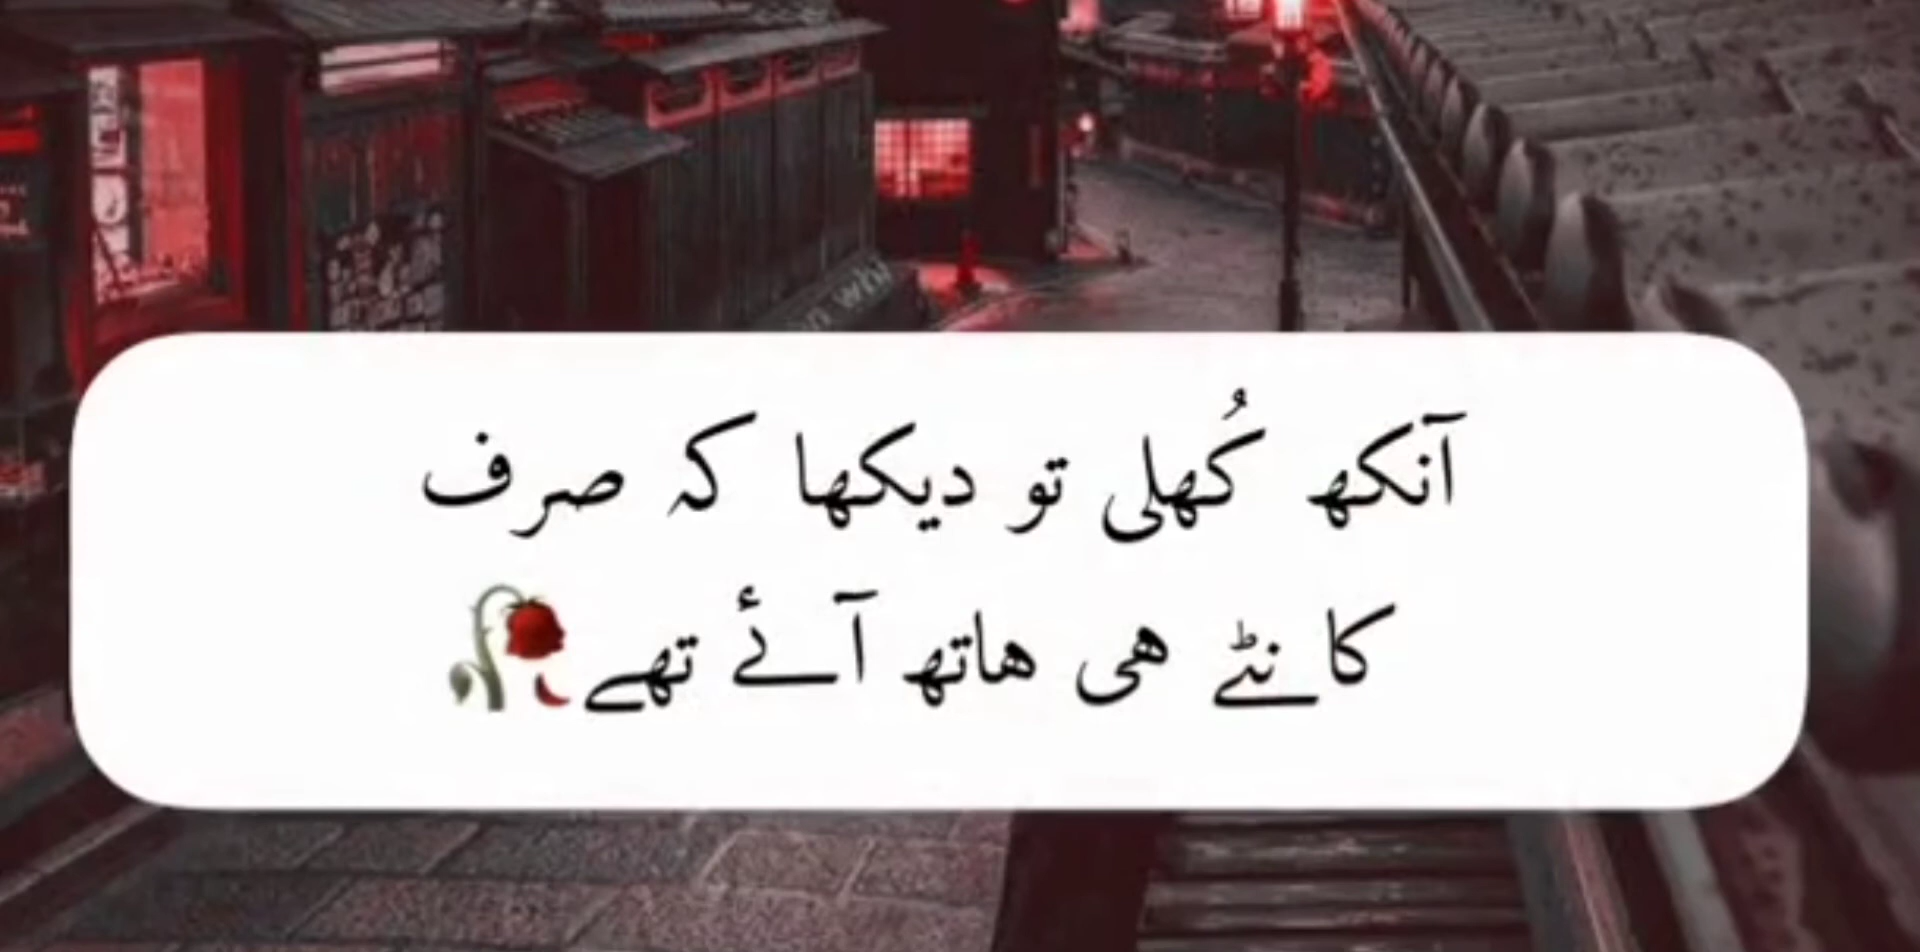 آنکھ کُھلی تو دیکھا کہ صرف
کانٹے ھی ھاتھ آئے تھے🥀